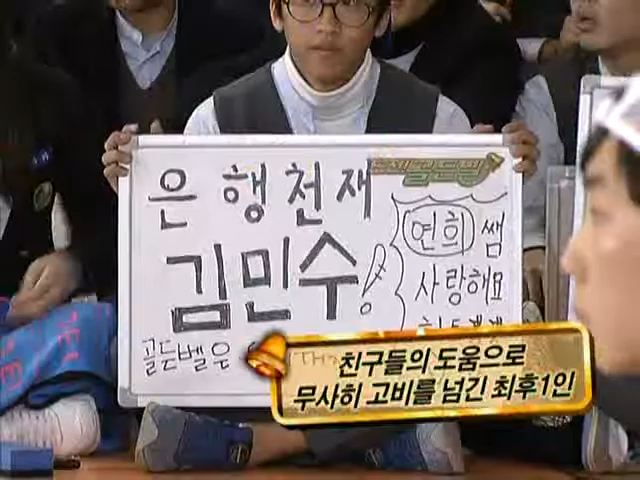 은행천재
김민수!
연희 쌤
사랑해요
골든벨은
친구들의 도움으로
무사히 고비를 넘긴 최후1인